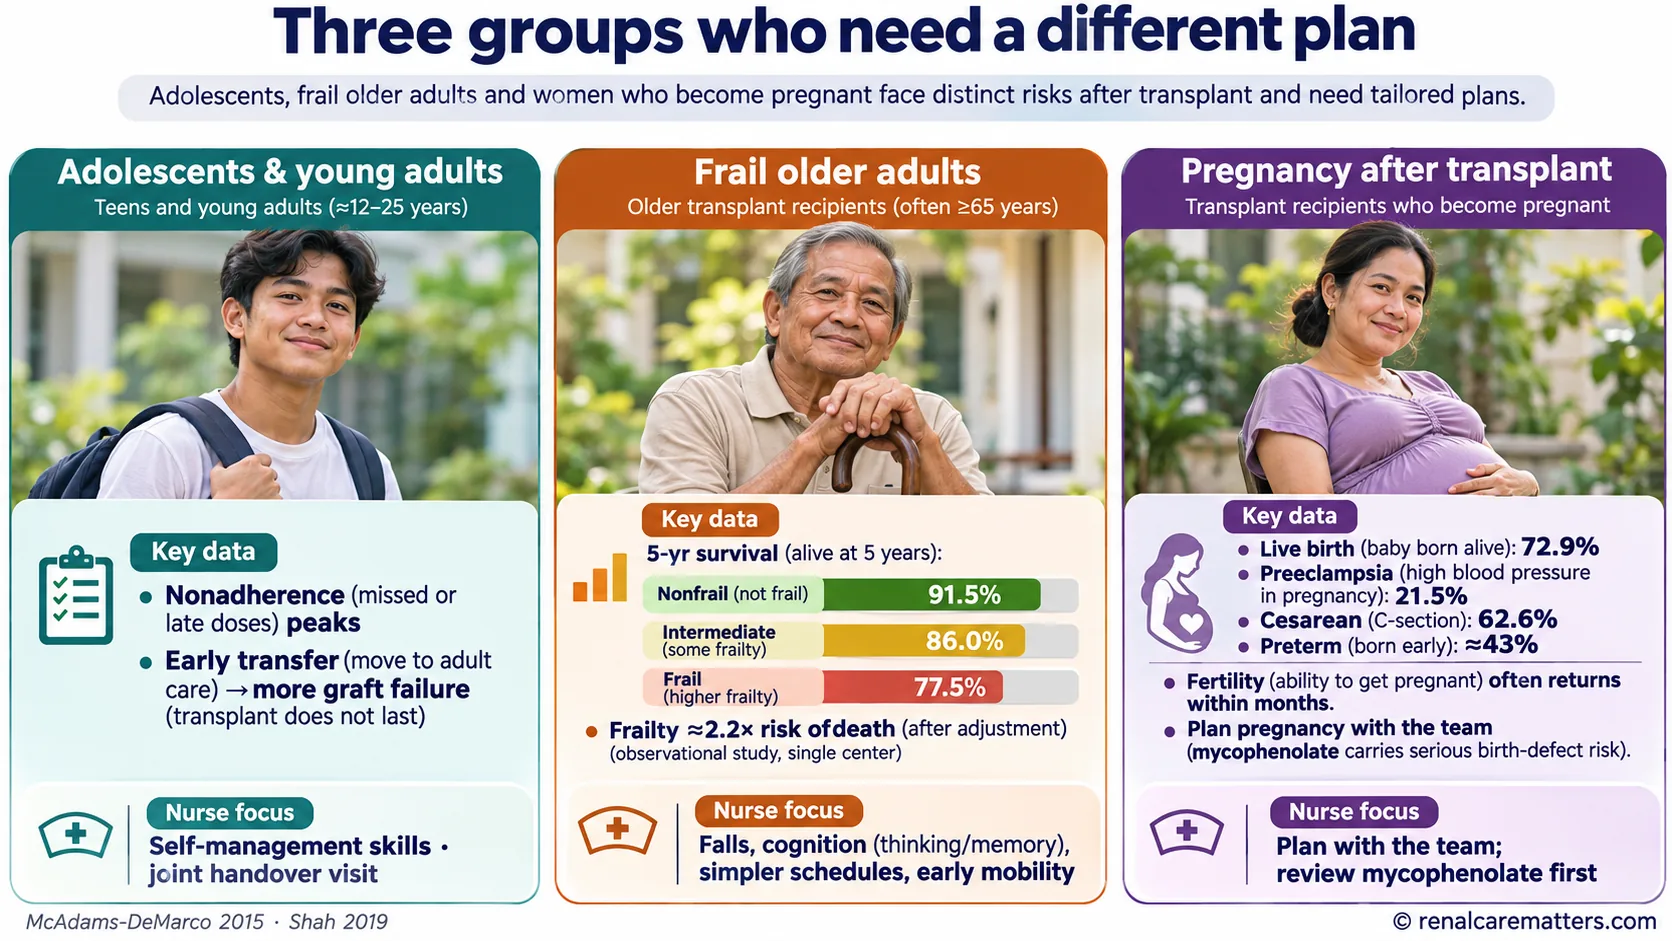 Three groups who need a different plan
Adolescents, frail older adults and women who become pregnant face distinct risks after transplant and need tailored plans.
Adolescents & young adults
Teens and young adults (≈12–25 years)
Key data
• Nonadherence (missed or
late doses) peaks
• Early transfer (move to adult
care) → more graft failure
(transplant does not last)
Nurse focus
Self-management skills •
joint handover visit
Frail older adults
Older transplant recipients (often ≥65 years)
Key data
5-yr survival (alive at 5 years):
Nonfrail (not frail) 91.5%
Intermediate
(some frailty) 86.0%
Frail
(higher frailty) 77.5%
• Frailty ≈2.2× risk of death (after adjustment)
(observational study, single center)
Nurse focus
Falls, cognition (thinking/memory),
simpler schedules, early mobility
Pregnancy after transplant
Transplant recipients who become pregnant
Key data
• Live birth (baby born alive): 72.9%
• Preeclampsia (high blood pressure
in pregnancy): 21.5%
• Cesarean (C-section): 62.6%
• Preterm (born early): ≈43%
• Fertility (ability to get pregnant) often returns
within months.
• Plan pregnancy with the team
(mycophenolate carries serious birth-defect risk).
Nurse focus
Plan with the team;
review mycophenolate first
McAdams-DeMarco 2015 · Shah 2019
© renalcarematters.com